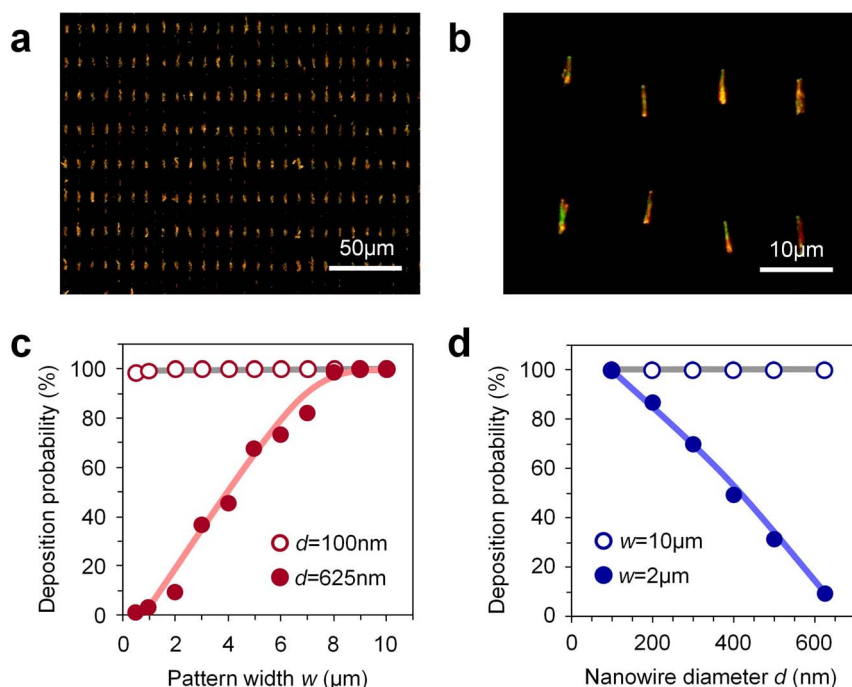 a
50µm
b
10µm
c
Deposition probability (%)
100
80
60
40
20
0
d=100nm
d=625nm
0
2
4
6
8
10
Pattern width w (µm)
d
Deposition probability (%)
100
80
60
40
20
0
w=10µm
w=2µm
0
200
400
600
Nanowire diameter d (nm)